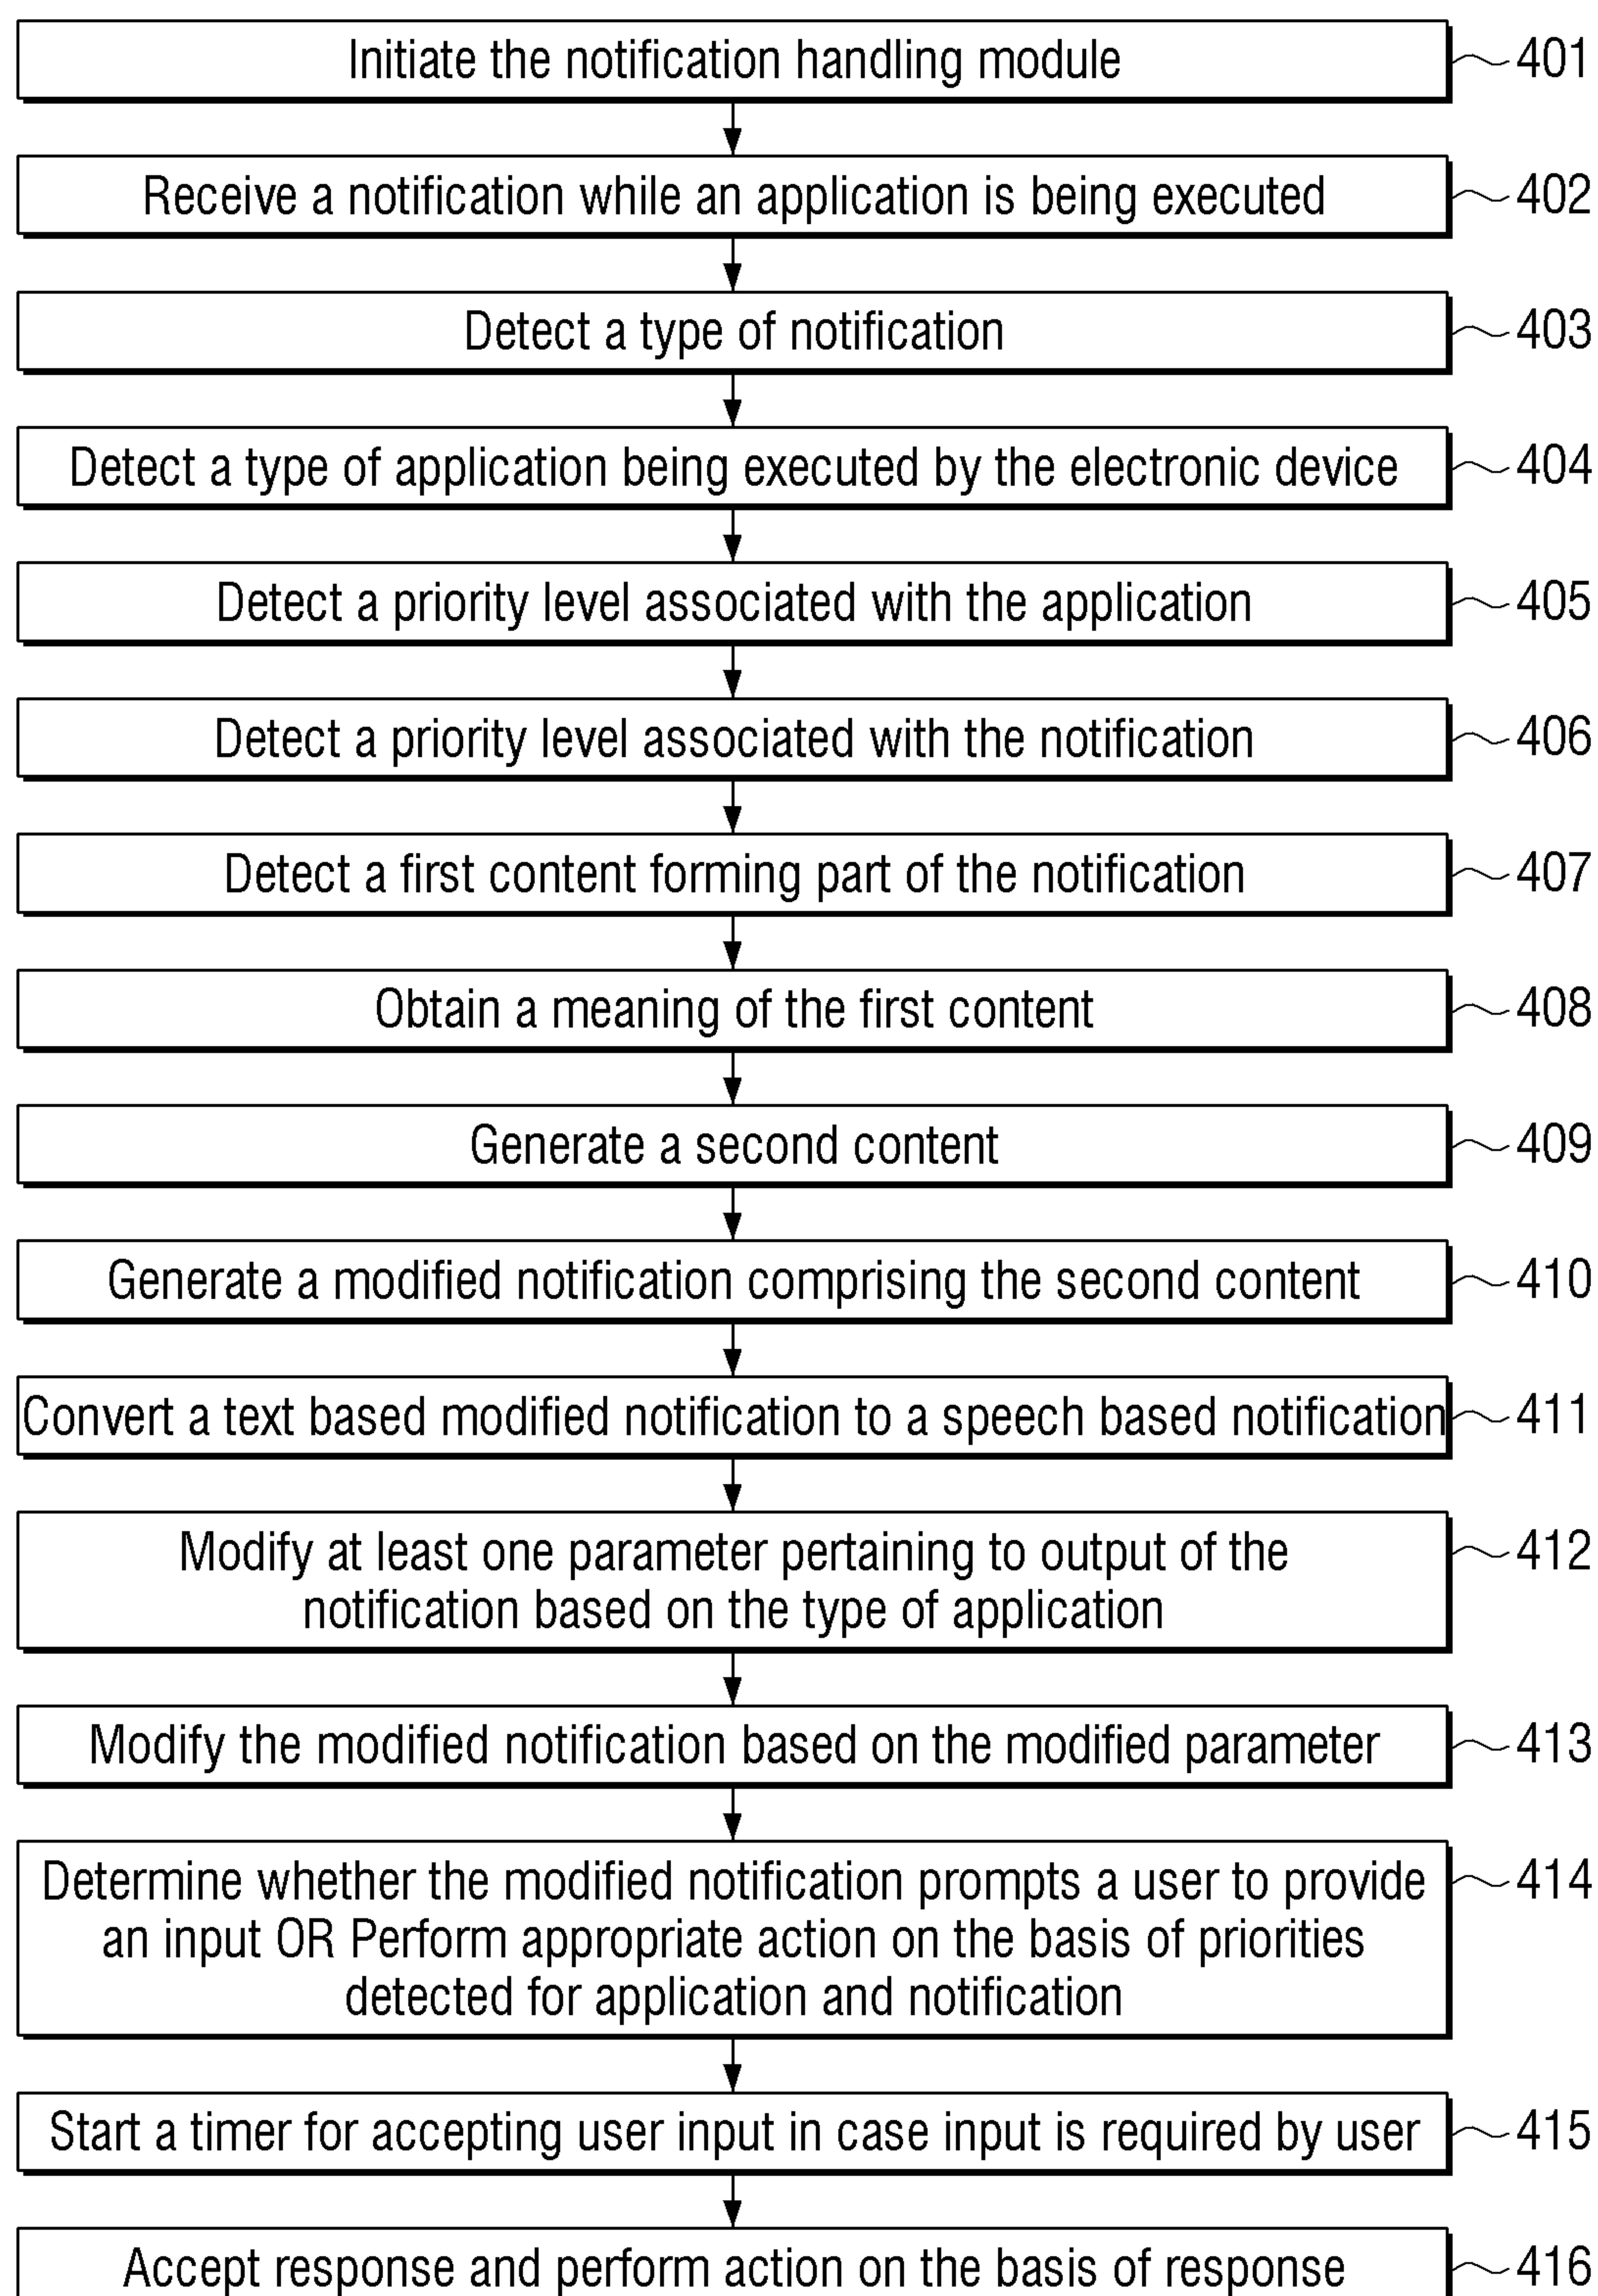 Initiate the notification handling module 401
Receive a notification while an application is being executed 402
Detect a type of notification 403
Detect a type of application being executed by the electronic device 404
Detect a priority level associated with the application 405
Detect a priority level associated with the notification 406
Detect a first content forming part of the notification 407
Obtain a meaning of the first content 408
Generate a second content 409
Generate a modified notification comprising the second content 410
Convert a text based modified notification to a speech based notification 411
Modify at least one parameter pertaining to output of the 412
notification based on the type of application
Modify the modified notification based on the modified parameter 413
Determine whether the modified notification prompts a user to provide 414
an input OR Perform appropriate action on the basis of priorities
detected for application and notification
Start a timer for accepting user input in case input is required by user 415
Accept response and perform action on the basis of response 416